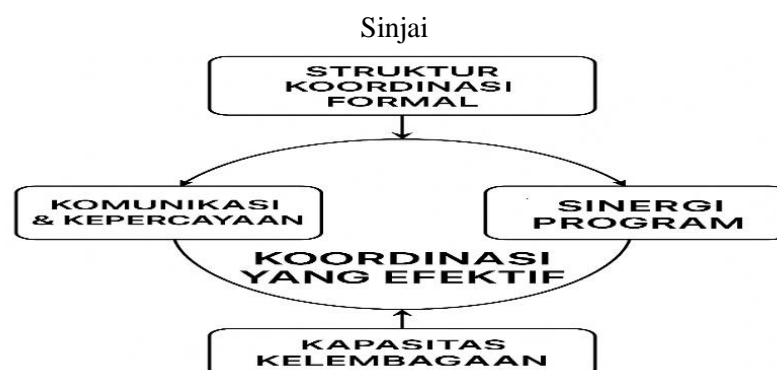 Sinjai
STRUKTUR
KOORDINASI
FORMAL
KOMUNIKASI
& KEPERCAYAAN
SINERGI
PROGRAM
KOORDINASI
YANG EFEKTIF
KAPASITAS
KELEMBAGAAN